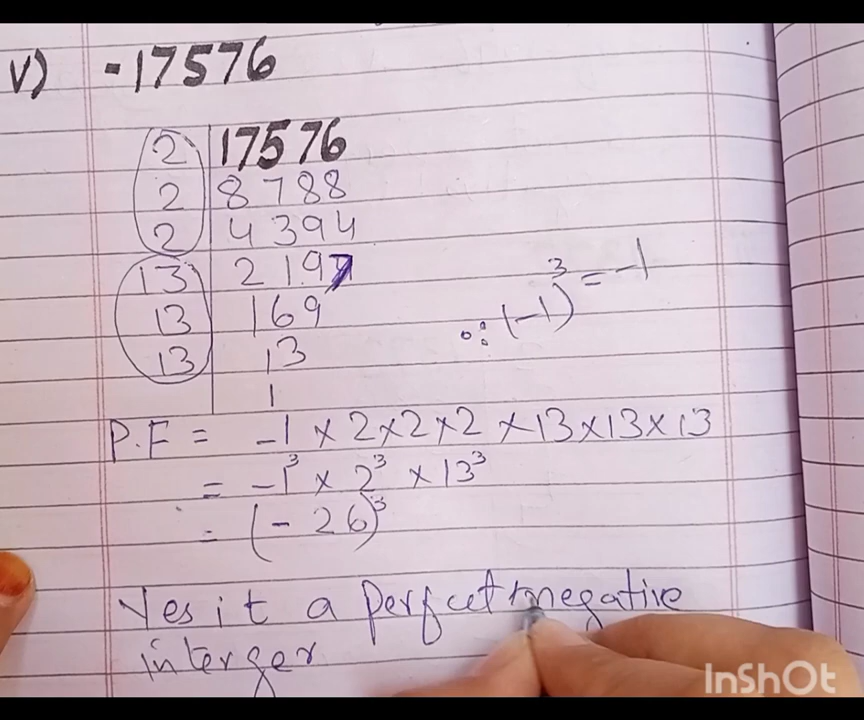 v) -17576
2 | 17576
2 | 8788
2 | 4394
13 | 2197
13 | 169
13 | 13
1
∵ (-1)³ = -1
P.F = -1 × 2×2×2 ×13×13×13
= -1³ × 2³ × 13³
= (- 26)³
Yes it a perfect negative
interger
InShOt